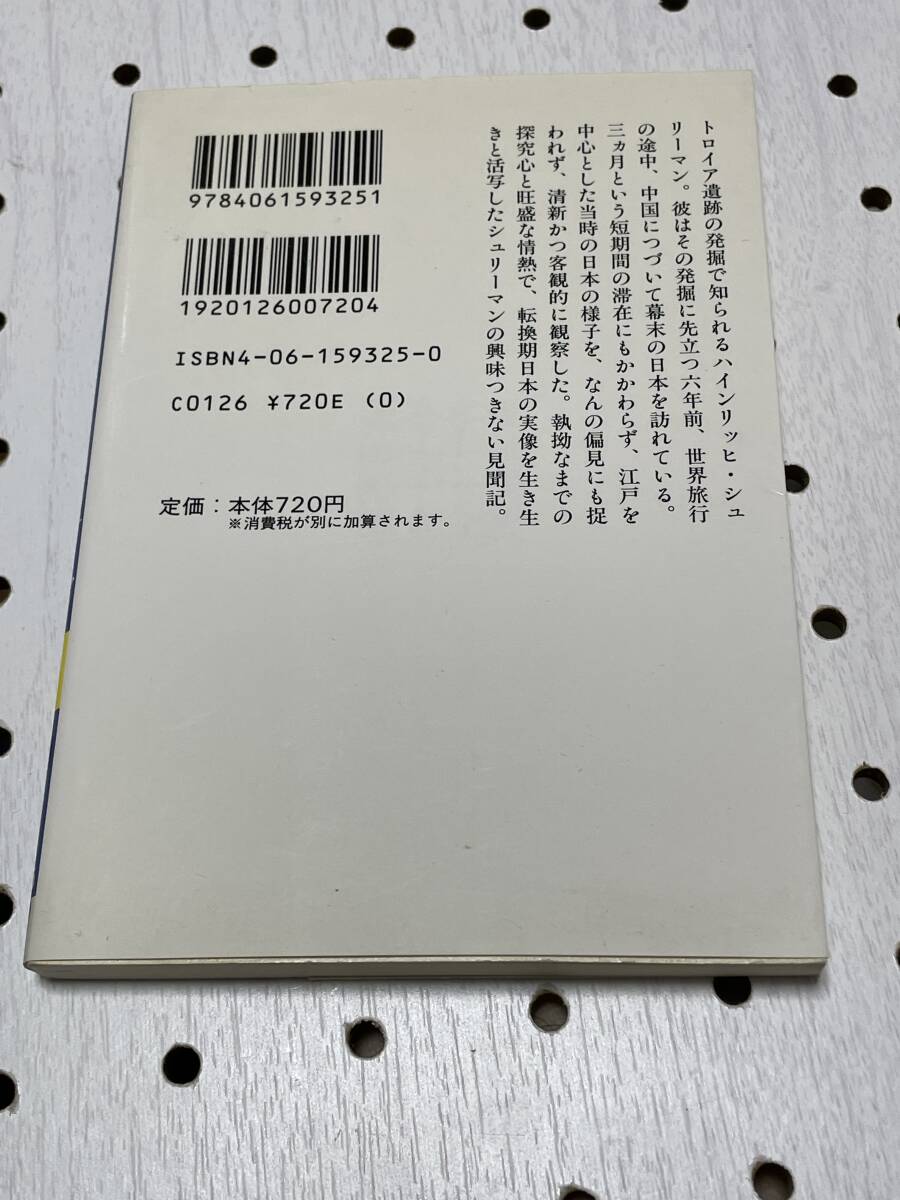 トロイア遺跡の発掘で知られるハインリッヒ・シュ
リーマン。彼はその発掘に先立つ六年前、世界旅行
の途中、中国につづいて幕末の日本を訪れている。
三ヵ月という短期間の滞在にもかかわらず、江戸を
中心とした当時の日本の様子を、なんの偏見にも捉
われず、清新かつ客観的に観察した。執拗なまでの
探究心と旺盛な情熱で、転換期日本の実像を生き生
きと活写したシュリーマンの興味つきない見聞記。
9784061593251
1920126007204
ISBN4-06-159325-0
C0126 ¥720E (0)
定価：本体720円
※消費税が別に加算されます。